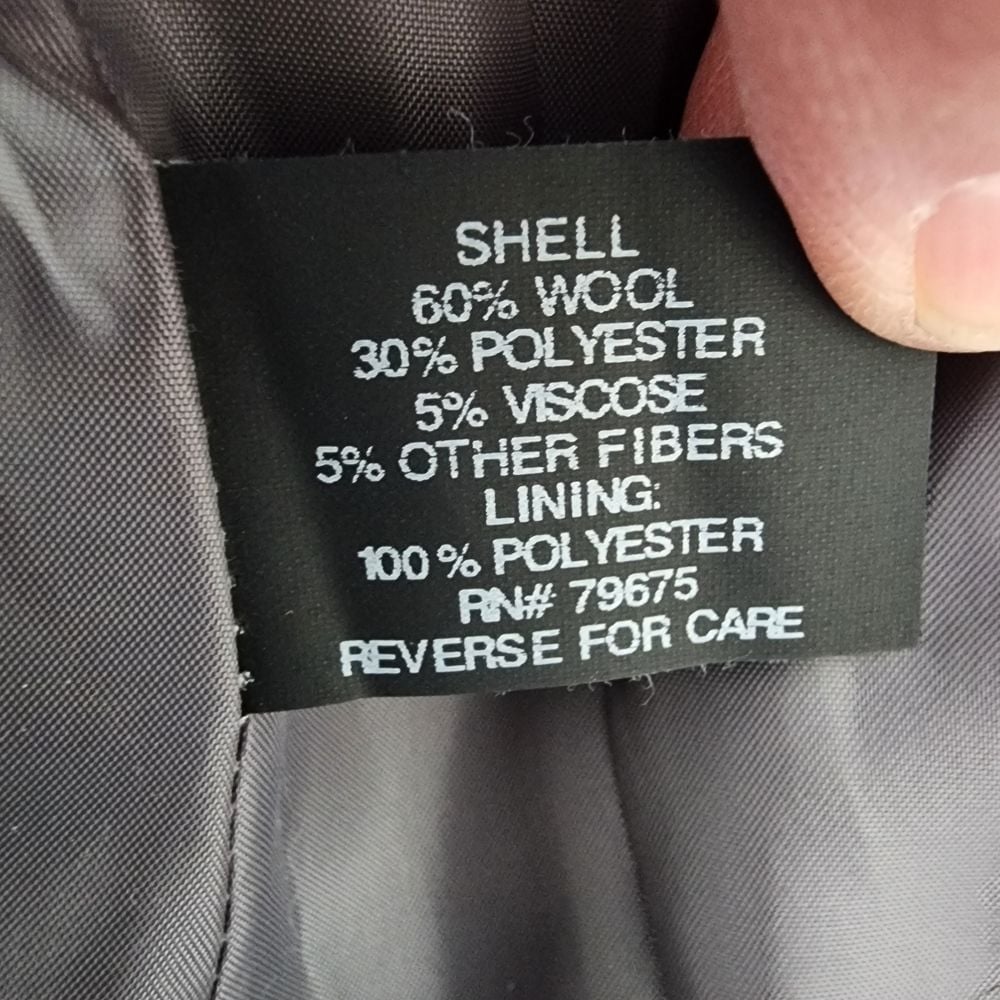 SHELL
60% WOOL
30% POLYESTER
5% VISCOSE
5% OTHER FIBERS
LINING:
100% POLYESTER
RN# 79675
REVERSE FOR CARE